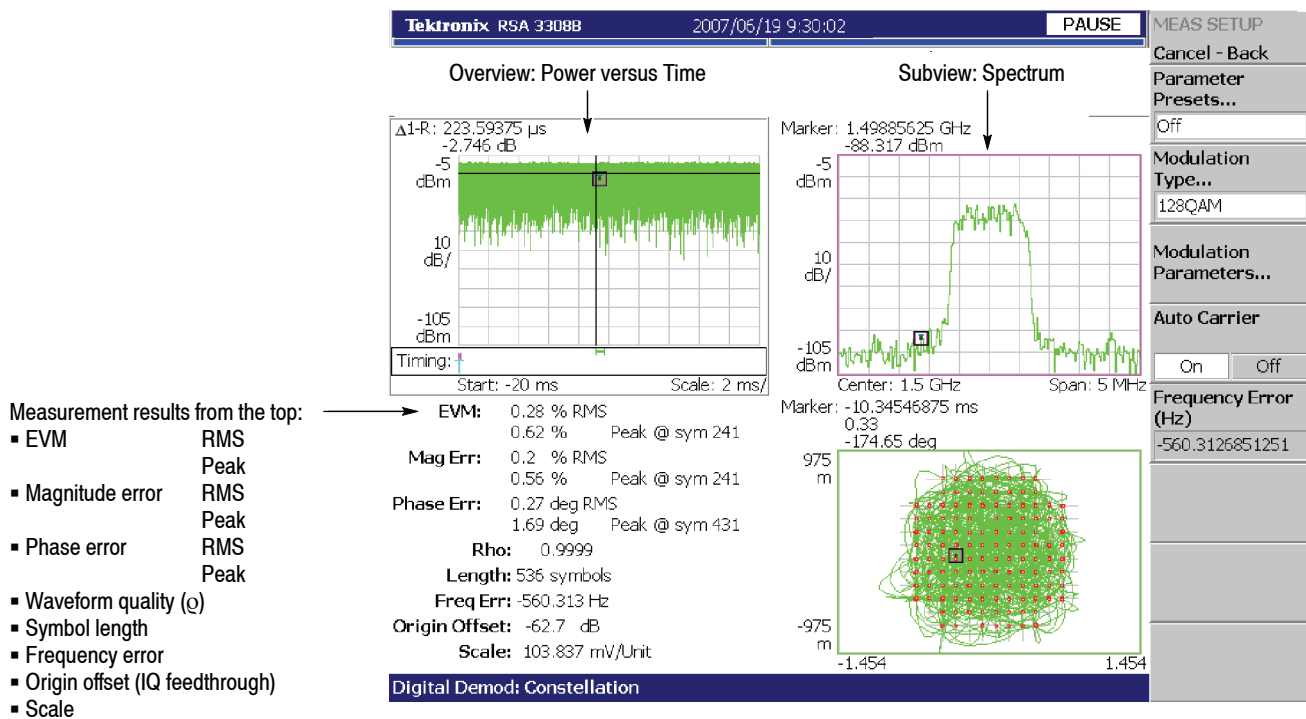 Tektronix RSA 3308B 2007/06/19 9:30:02 PAUSE
Overview: Power versus Time
Subview: Spectrum
Δ1-R: 223.59375 µs
-2.746 dB
-5
dBm
10
dB/
-105
dBm
Timing:
Start: -20 ms Scale: 2 ms/
Marker: 1.49885625 GHz
-88.317 dBm
-5
dBm
10
dB/
-105
dBm
Center: 1.5 GHz Span: 5 MHz
Measurement results from the top:
▪ EVM RMS
Peak
▪ Magnitude error RMS
Peak
▪ Phase error RMS
Peak
▪ Waveform quality (ϱ)
▪ Symbol length
▪ Frequency error
▪ Origin offset (IQ feedthrough)
▪ Scale
EVM: 0.28 % RMS
0.62 % Peak @ sym 241
Mag Err: 0.2 % RMS
0.56 % Peak @ sym 241
Phase Err: 0.27 deg RMS
1.69 deg Peak @ sym 431
Rho: 0.9999
Length: 536 symbols
Freq Err: -560.313 Hz
Origin Offset: -62.7 dB
Scale: 103.837 mV/Unit
Marker: -10.34546875 ms
0.33
-174.65 deg
975
m
-975
m
-1.454 1.454
Digital Demod: Constellation
MEAS SETUP
Cancel - Back
Parameter
Presets...
Off
Modulation
Type...
128QAM
Modulation
Parameters...
Auto Carrier
On Off
Frequency Error
(Hz)
-560.3126851251